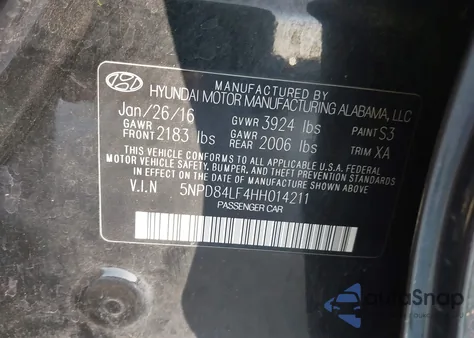 MANUFACTURED BY
HYUNDAI MOTOR MANUFACTURING ALABAMA, LLC
Jan/26/16 GVWR 3924 lbs PAINT S3
GAWR FRONT 2183 lbs GAWR REAR 2006 lbs TRIM XA
THIS VEHICLE CONFORMS TO ALL APPLICABLE U.S.A. FEDERAL
MOTOR VEHICLE SAFETY, BUMPER, AND THEFT PREVENTION STANDARDS
IN EFFECT ON THE DATE OF MANUFACTURE SHOWN ABOVE.
V.I.N 5NPD84LF4HH014211
PASSENGER CAR
AutoSnap